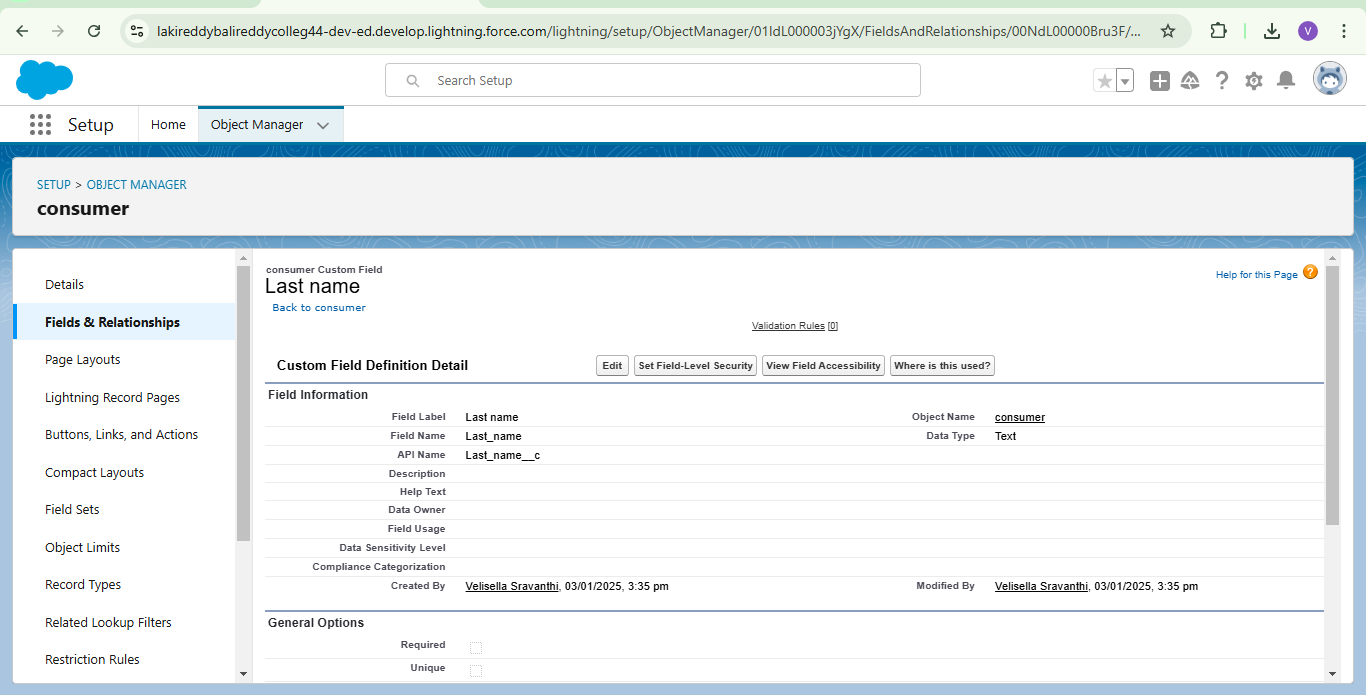 lakireddybalireddycolleg44-dev-ed.develop.lightning.force.com/lightning/setup/ObjectManager/01IdL000003jYgX/FieldsAndRelationships/00NdL00000Bru3F/...
V
Search Setup
Setup
Home
Object Manager
SETUP > OBJECT MANAGER
consumer
Details
Fields & Relationships
Page Layouts
Lightning Record Pages
Buttons, Links, and Actions
Compact Layouts
Field Sets
Object Limits
Record Types
Related Lookup Filters
Restriction Rules
consumer Custom Field
Last name
Back to consumer
Help for this Page ?
Validation Rules [0]
Custom Field Definition Detail
Edit
Set Field-Level Security
View Field Accessibility
Where is this used?
Field Information
Field Label Last name Object Name consumer
Field Name Last_name Data Type Text
API Name Last_name__c
Description
Help Text
Data Owner
Field Usage
Data Sensitivity Level
Compliance Categorization
Created By Velisella Sravanthi, 03/01/2025, 3:35 pm Modified By Velisella Sravanthi, 03/01/2025, 3:35 pm
General Options
Required
Unique